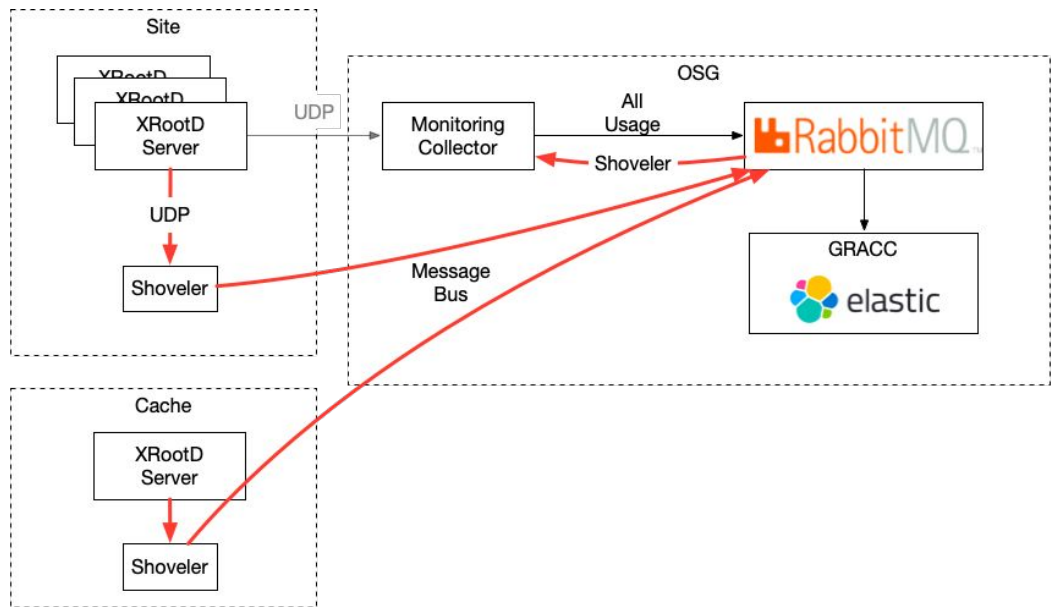 Site
XRootD
XRootD
XRootD
Server
UDP
Shoveler
UDP
OSG
Monitoring
Collector
All
Usage
Shoveler
RabbitMQ
TM
GRACC
elastic
Message
Bus
Cache
XRootD
Server
Shoveler